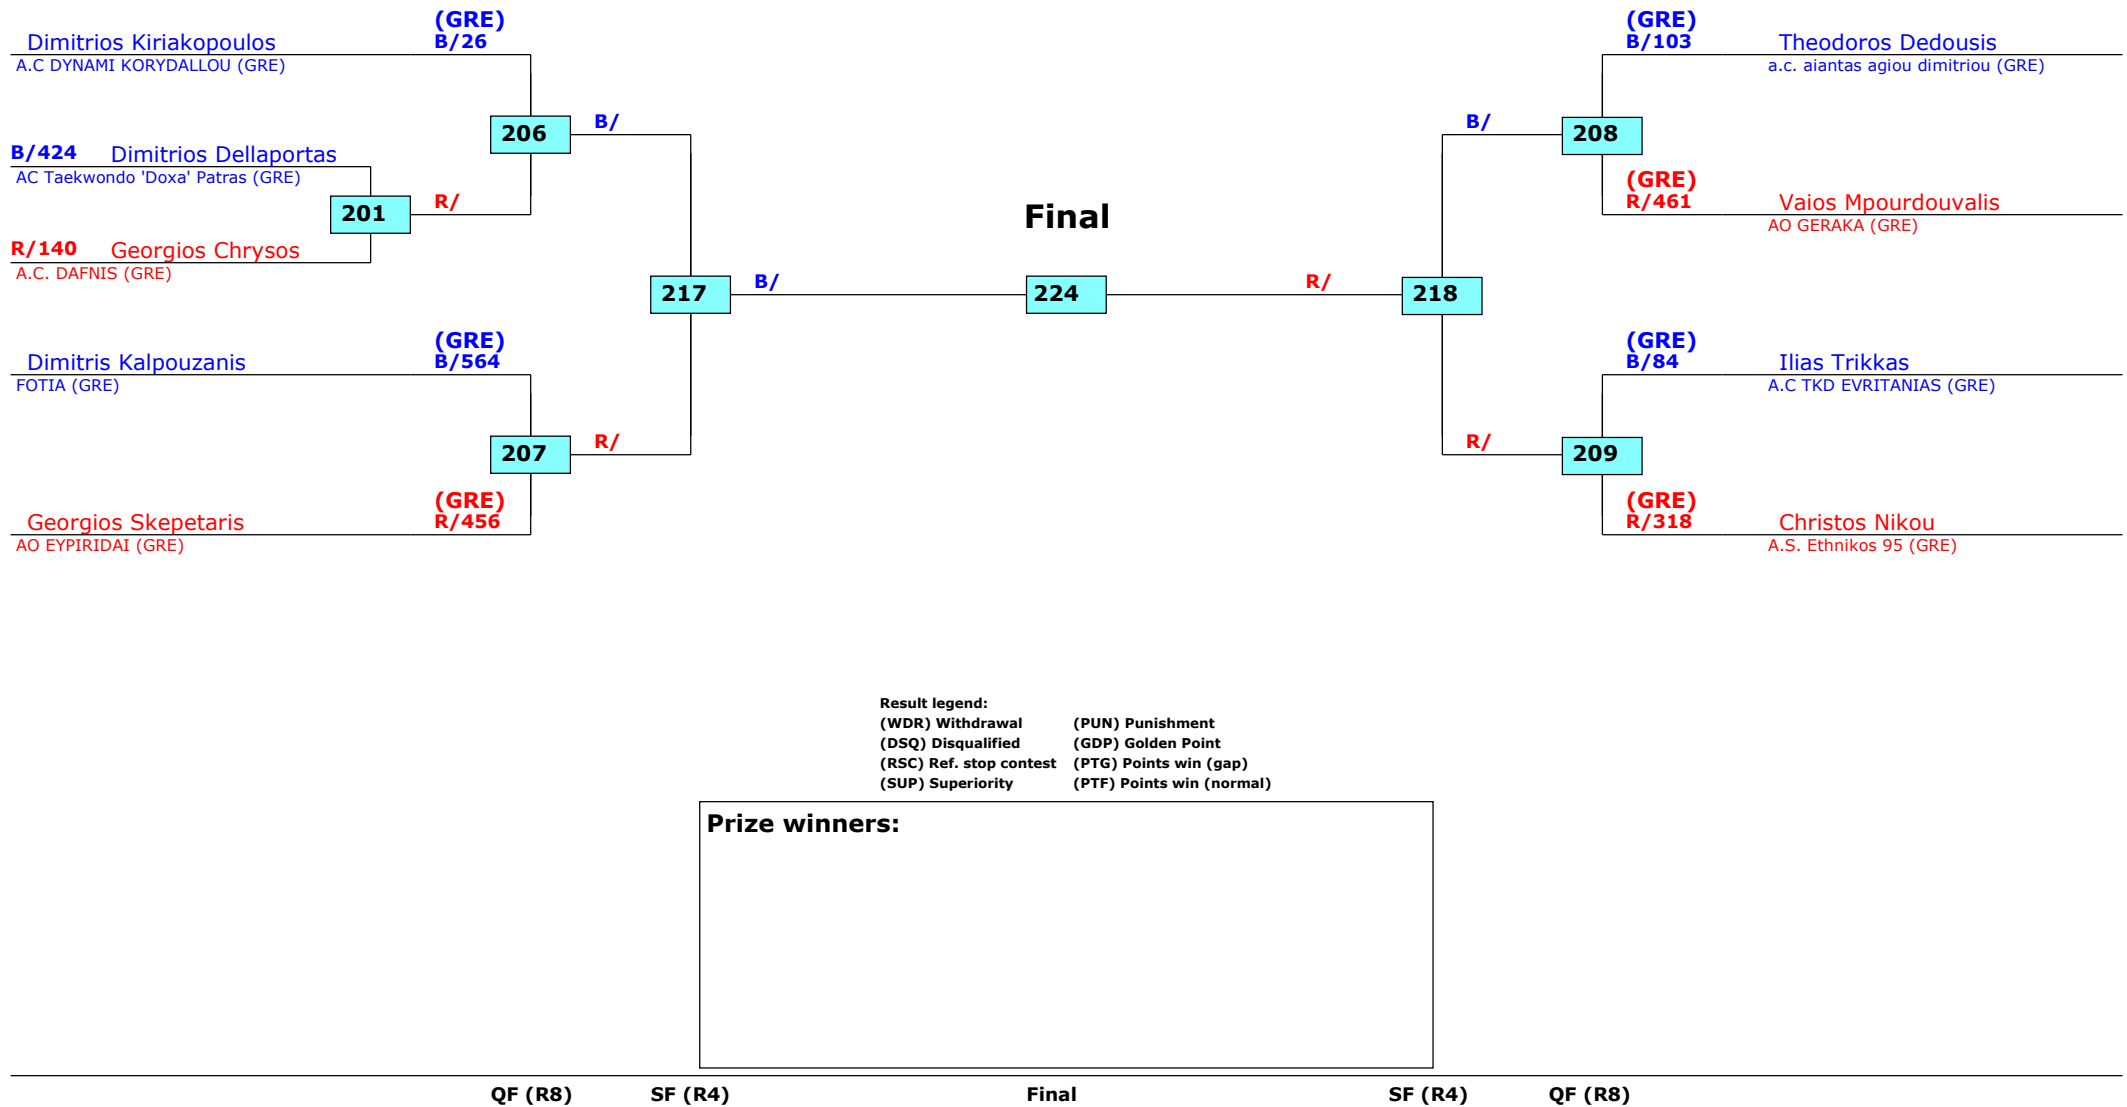 (GRE)
Dimitrios Kiriakopoulos B/26
A.C DYNAMI KORYDALLOU (GRE)
206 B/
B/424 Dimitrios Dellaportas
AC Taekwondo 'Doxa' Patras (GRE)
201 R/
R/140 Georgios Chrysos
A.C. DAFNIS (GRE)
217 B/
(GRE)
Dimitris Kalpouzanis B/564
FOTIA (GRE)
207 R/
(GRE)
Georgios Skepetaris R/456
AO EYPIRIDAI (GRE)
Final
224
(GRE)
B/103 Theodoros Dedousis
a.c. aiantas agiou dimitriou (GRE)
B/ 208
(GRE)
R/461 Vaios Mpourdouvalis
AO GERAKA (GRE)
R/ 218
(GRE)
B/84 Ilias Trikkas
A.C TKD EVRITANIAS (GRE)
R/ 209
(GRE)
R/318 Christos Nikou
A.S. Ethnikos 95 (GRE)
Result legend:
(WDR) Withdrawal (PUN) Punishment
(DSQ) Disqualified (GDP) Golden Point
(RSC) Ref. stop contest (PTG) Points win (gap)
(SUP) Superiority (PTF) Points win (normal)
Prize winners:
QF (R8) SF (R4) Final SF (R4) QF (R8)